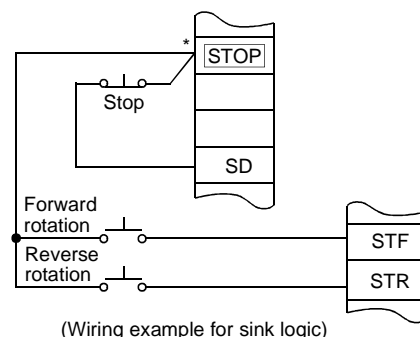 *
STOP
Stop
SD
Forward
rotation
STF
Reverse
rotation
STR
(Wiring example for sink logic)